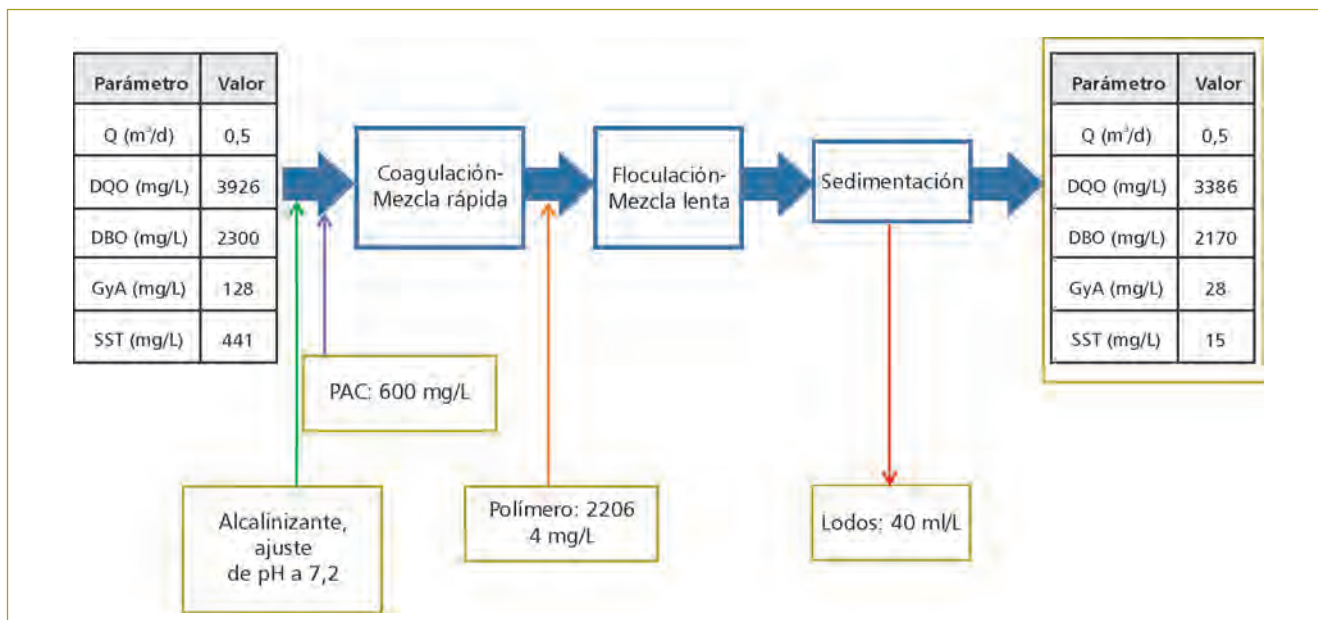 Parámetro Valor
Q (m³/d) 0,5
DQO (mg/L) 3926
DBO (mg/L) 2300
GyA (mg/L) 128
SST (mg/L) 441
Coagulación-
Mezcla rápida
Floculación-
Mezcla lenta
Sedimentación
Parámetro Valor
Q (m³/d) 0,5
DQO (mg/L) 3386
DBO (mg/L) 2170
GyA (mg/L) 28
SST (mg/L) 15
PAC: 600 mg/L
Alcalinizante,
ajuste
de pH a 7,2
Polímero: 2206
4 mg/L
Lodos: 40 ml/L